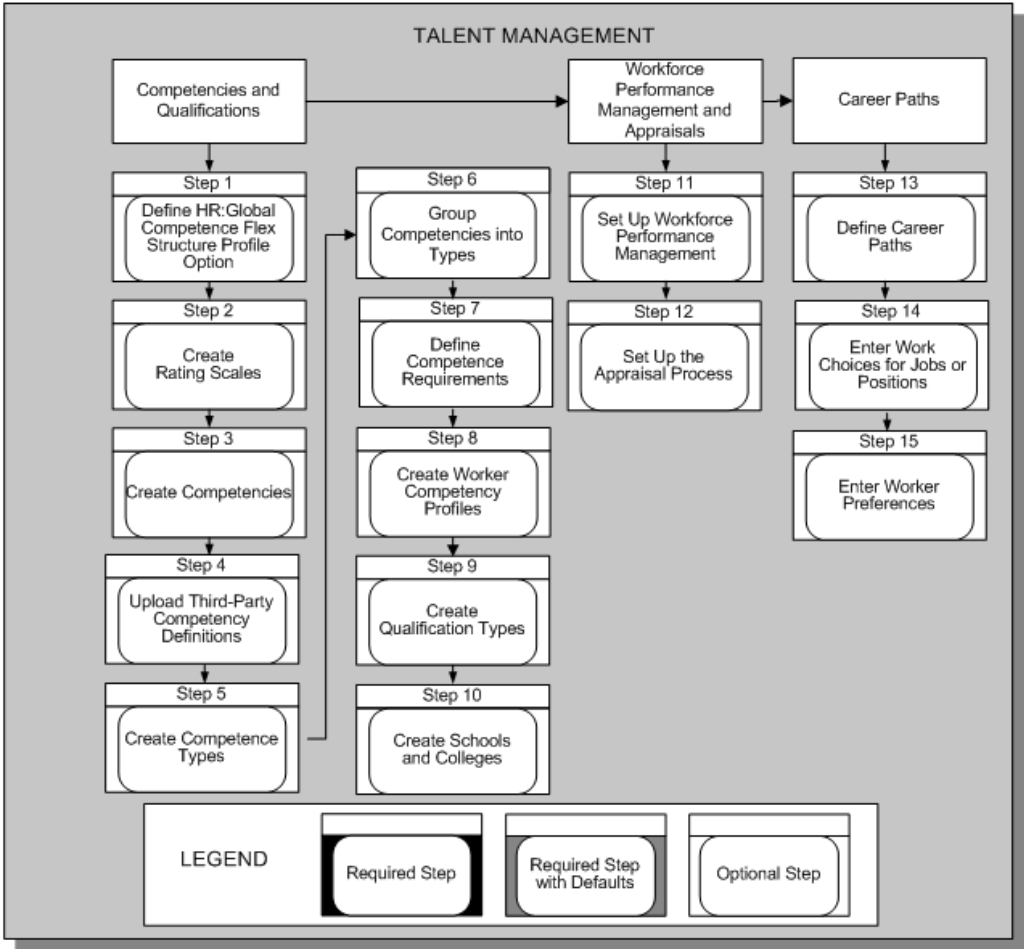 TALENT MANAGEMENT
Competencies and
Qualifications
Workforce
Performance
Management and
Appraisals
Career Paths
Step 1
Define HR:Global
Competence Flex
Structure Profile
Option
Step 2
Create
Rating Scales
Step 3
Create Competencies
Step 4
Upload Third-Party
Competency
Definitions
Step 5
Create Competence
Types
Step 6
Group
Competencies into
Types
Step 7
Define
Competence
Requirements
Step 8
Create Worker
Competency
Profiles
Step 9
Create
Qualification Types
Step 10
Create Schools
and Colleges
Step 11
Set Up Workforce
Performance
Management
Step 12
Set Up the
Appraisal Process
Step 13
Define Career
Paths
Step 14
Enter Work
Choices for Jobs or
Positions
Step 15
Enter Worker
Preferences
LEGEND
Required Step
Required Step
with Defaults
Optional Step